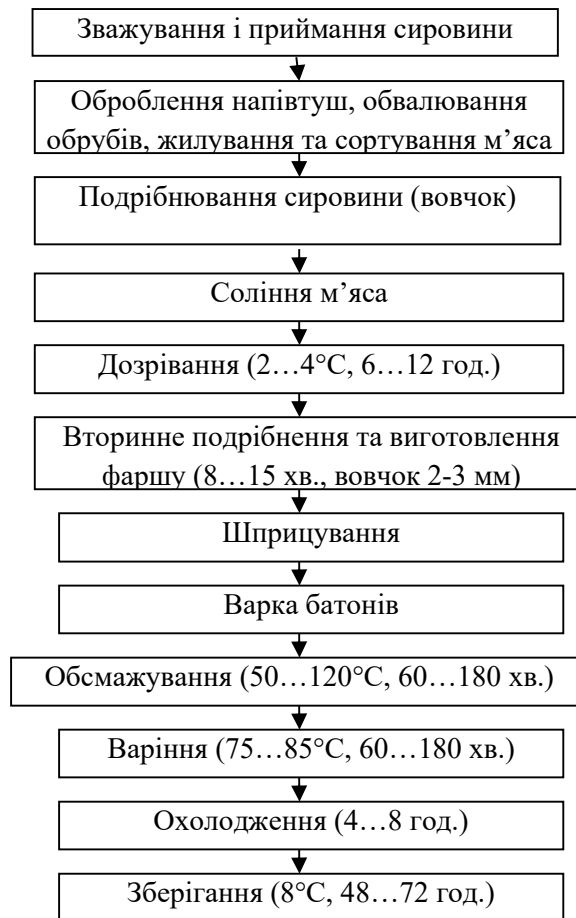 Зважування і приймання сировини
Оброблення напівтуш, обвалювання
обрубів, жилування та сортування м’яса
Подрібнювання сировини (вовчок)
Соління м’яса
Дозрівання (2…4°С, 6…12 год.)
Вторинне подрібнення та виготовлення
фаршу (8…15 хв., вовчок 2-3 мм)
Шприцування
Варка батонів
Обсмажування (50…120°С, 60…180 хв.)
Варіння (75…85°С, 60…180 хв.)
Охолодження (4…8 год.)
Зберігання (8°С, 48…72 год.)